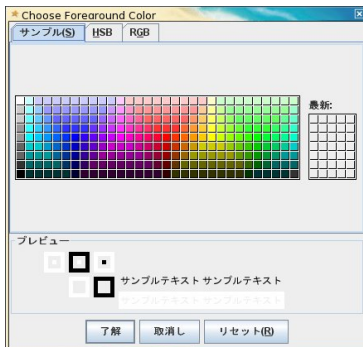 Choose Foreground Color
サンプル(S) HSB RGB
最新:
プレビュー
サンプルテキスト サンプルテキスト
サンプルテキスト サンプルテキスト
了解 取消し リセット(R)